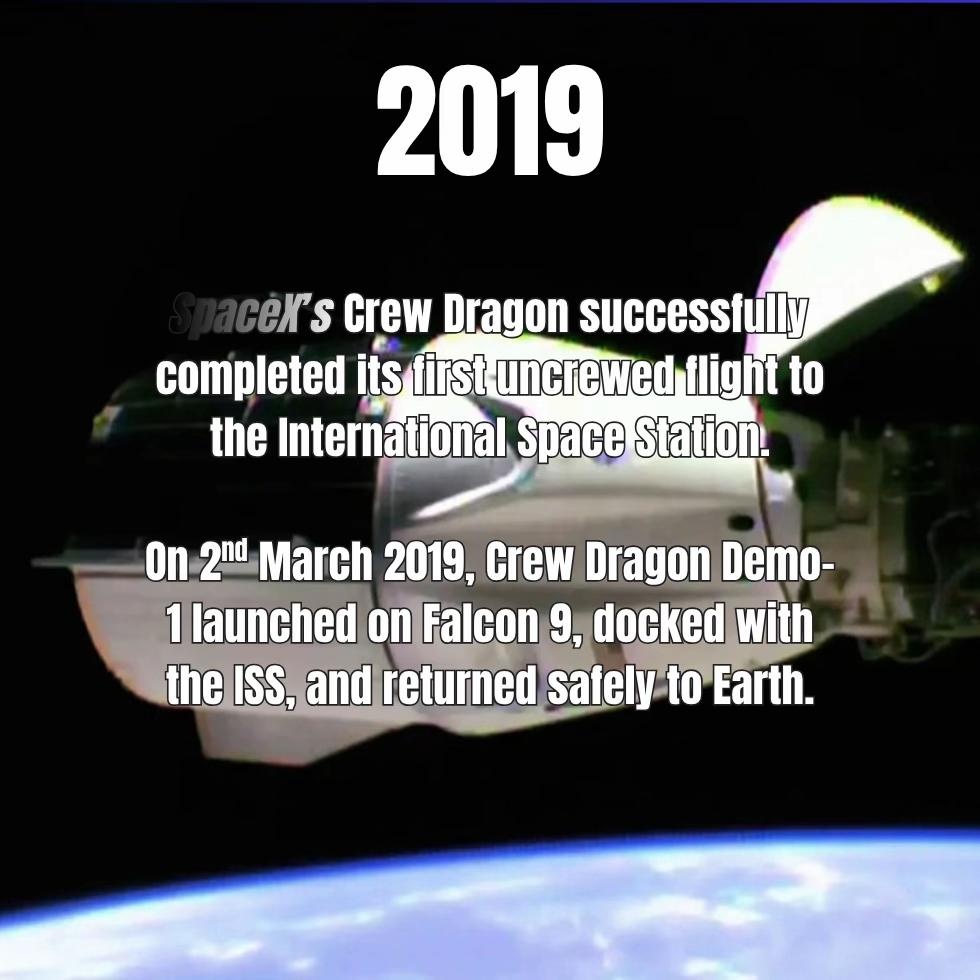 2019
SpaceX's Crew Dragon successfully
completed its first uncrewed flight to
the International Space Station.
On 2nd March 2019, Crew Dragon Demo-
1 launched on Falcon 9, docked with
the ISS, and returned safely to Earth.